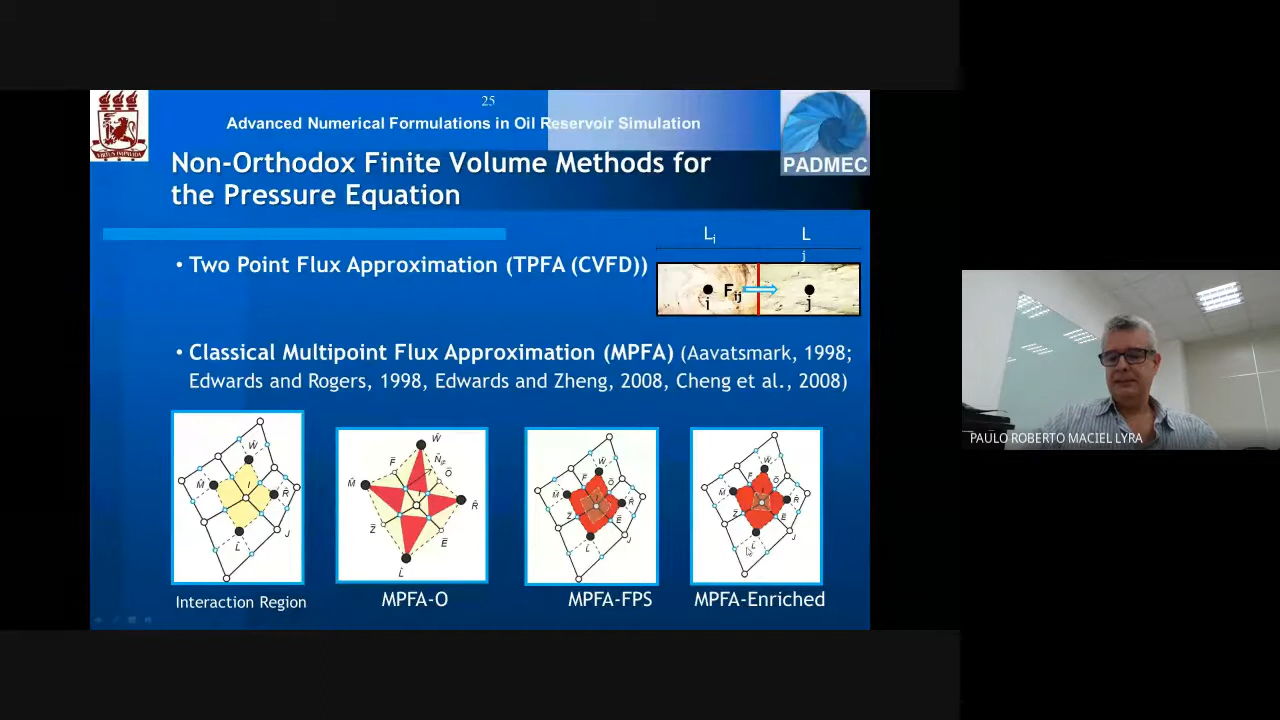 25
Advanced Numerical Formulations in Oil Reservoir Simulation
PADMEC
Non-Orthodox Finite Volume Methods for
the Pressure Equation
Li
L
j
• Two Point Flux Approximation (TPFA (CVFD))
Fij
i
j
• Classical Multipoint Flux Approximation (MPFA) (Aavatsmark, 1998;
Edwards and Rogers, 1998, Edwards and Zheng, 2008, Cheng et al., 2008)
Interaction Region
MPFA-O
MPFA-FPS
MPFA-Enriched
PAULO ROBERTO MACIEL LYRA